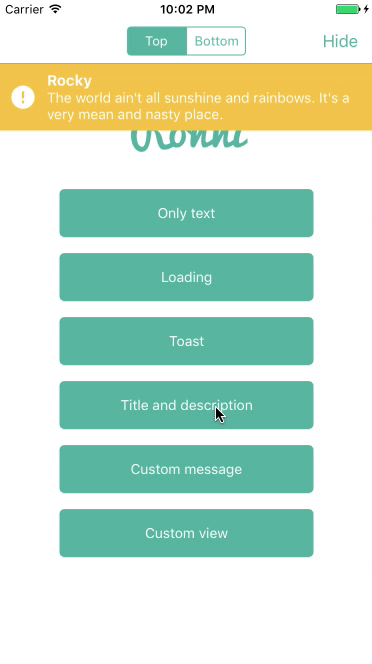 Carrier 10:02 PM
Top Bottom Hide
Rocky
The world ain't all sunshine and rainbows. It's a
very mean and nasty place.
Only text
Loading
Toast
Title and description
Custom message
Custom view